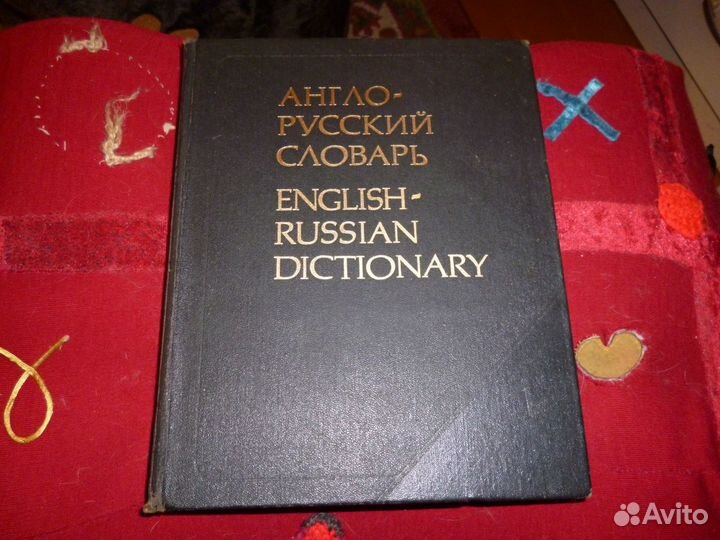 АНГЛО-
РУССКИЙ
СЛОВАРЬ
ENGLISH-
RUSSIAN
DICTIONARY
Avito